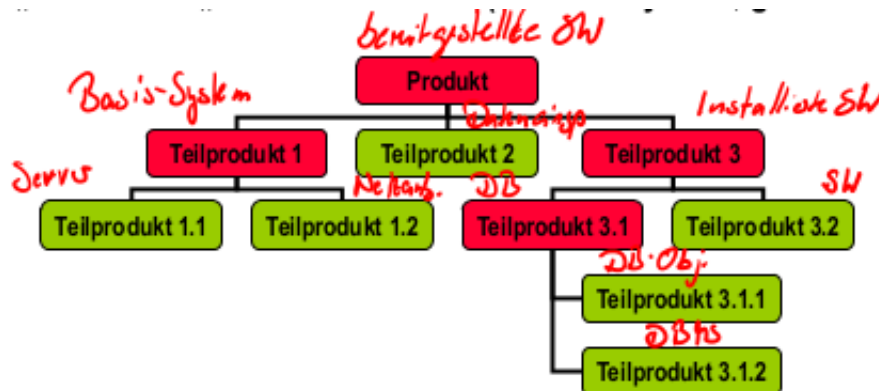 bereitgestellte SW
Produkt
Basis-System
Installierte SW
Teilprodukt 1
Teilprodukt 2
Teilprodukt 3
Server
DB
SW
Teilprodukt 1.1
Teilprodukt 1.2
Teilprodukt 3.1
Teilprodukt 3.2
DB-Obj.
Teilprodukt 3.1.1
DBMS
Teilprodukt 3.1.2